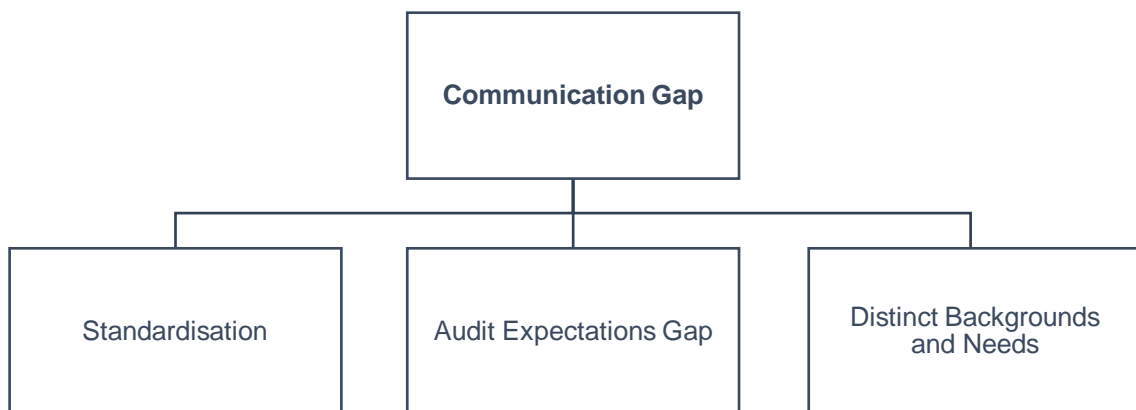 Communication Gap
Standardisation
Audit Expectations Gap
Distinct Backgrounds
and Needs